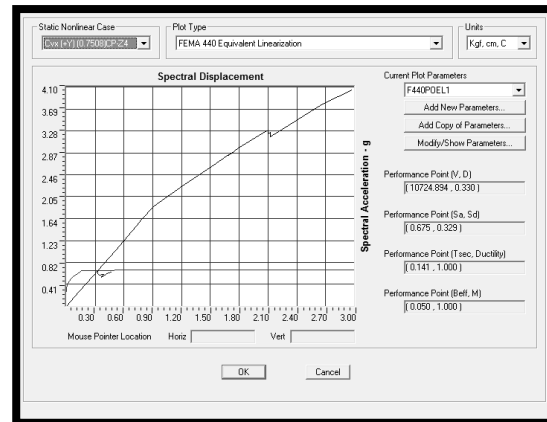 Static Nonlinear Case
Cvx (+Y) (0.7508)CP-Z4
Plot Type
FEMA 440 Equivalent Linearization
Units
Kgf, cm, C
Spectral Displacement
4.10
3.69
3.28
2.87
2.46
2.05
1.64
1.23
0.82
0.41
0.30 0.60 0.90 1.20 1.50 1.80 2.10 2.40 2.70 3.00
Spectral Acceleration - g
Mouse Pointer Location Horiz Vert
Current Plot Parameters
F440POEL1
Add New Parameters...
Add Copy of Parameters...
Modify/Show Parameters...
Performance Point (V, D)
( 10724.894 , 0.330 )
Performance Point (Sa, Sd)
( 0.675 , 0.329 )
Performance Point (Tsec, Ductility)
( 0.141 , 1.000 )
Performance Point (Beff, M)
( 0.050 , 1.000 )
OK Cancel